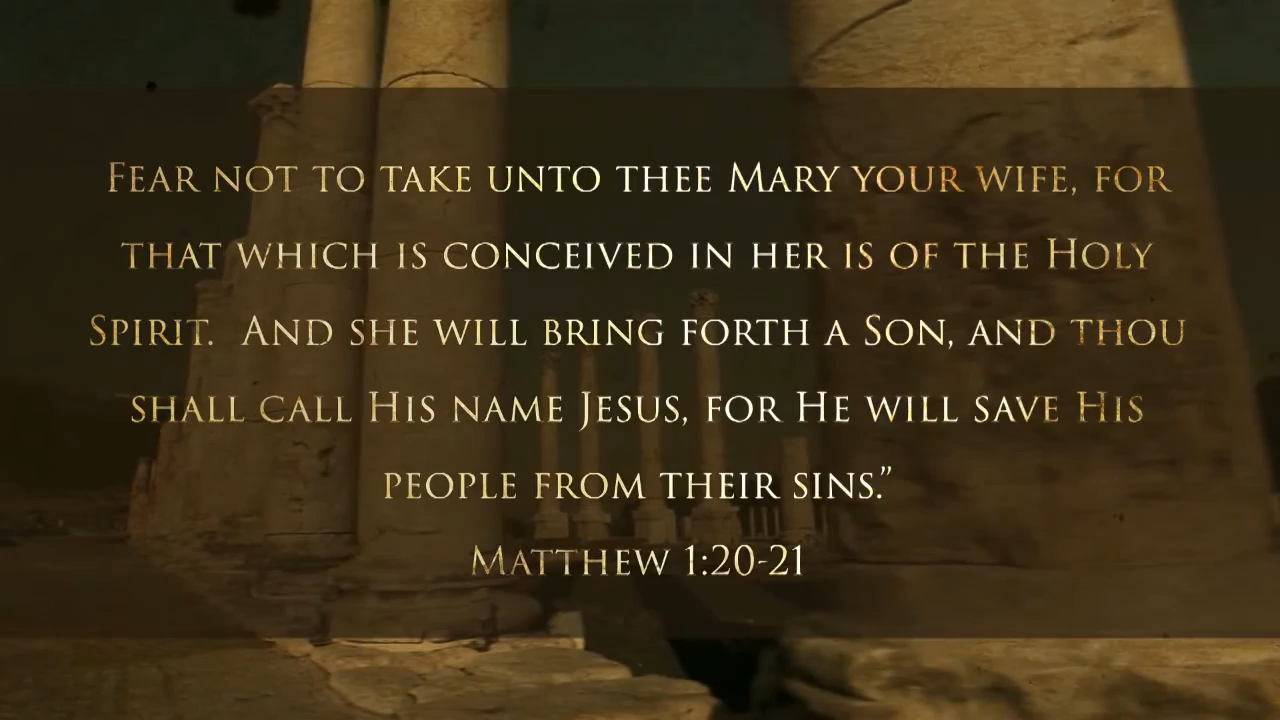 Fear not to take unto thee Mary your wife, for
that which is conceived in her is of the Holy
Spirit.  And she will bring forth a Son, and thou
shall call His name Jesus, for He will save His
people from their sins.”
Matthew 1:20-21